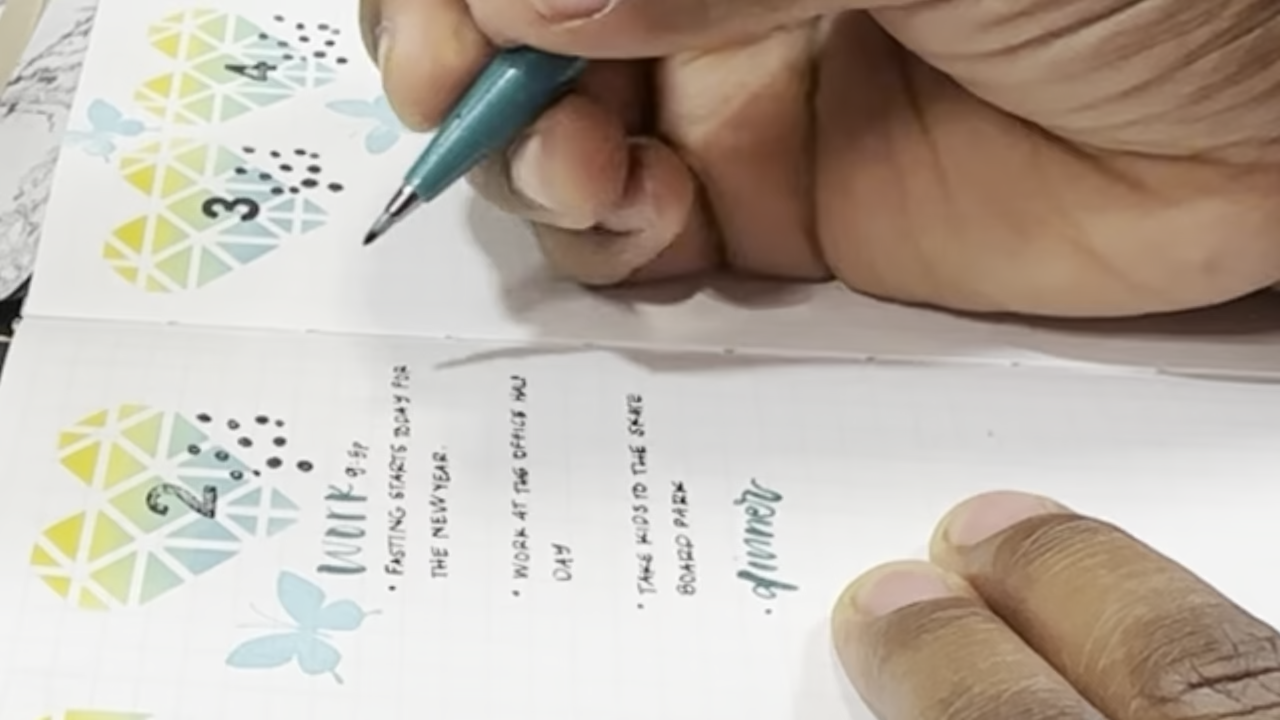 2
work 9-5p
• FASTING STARTS TODAY FOR
THE NEW YEAR.
• WORK AT THE OFFICE HALF
DAY
• TAKE KIDS TO THE SKATE
BOARD PARK
• dinner
3
4